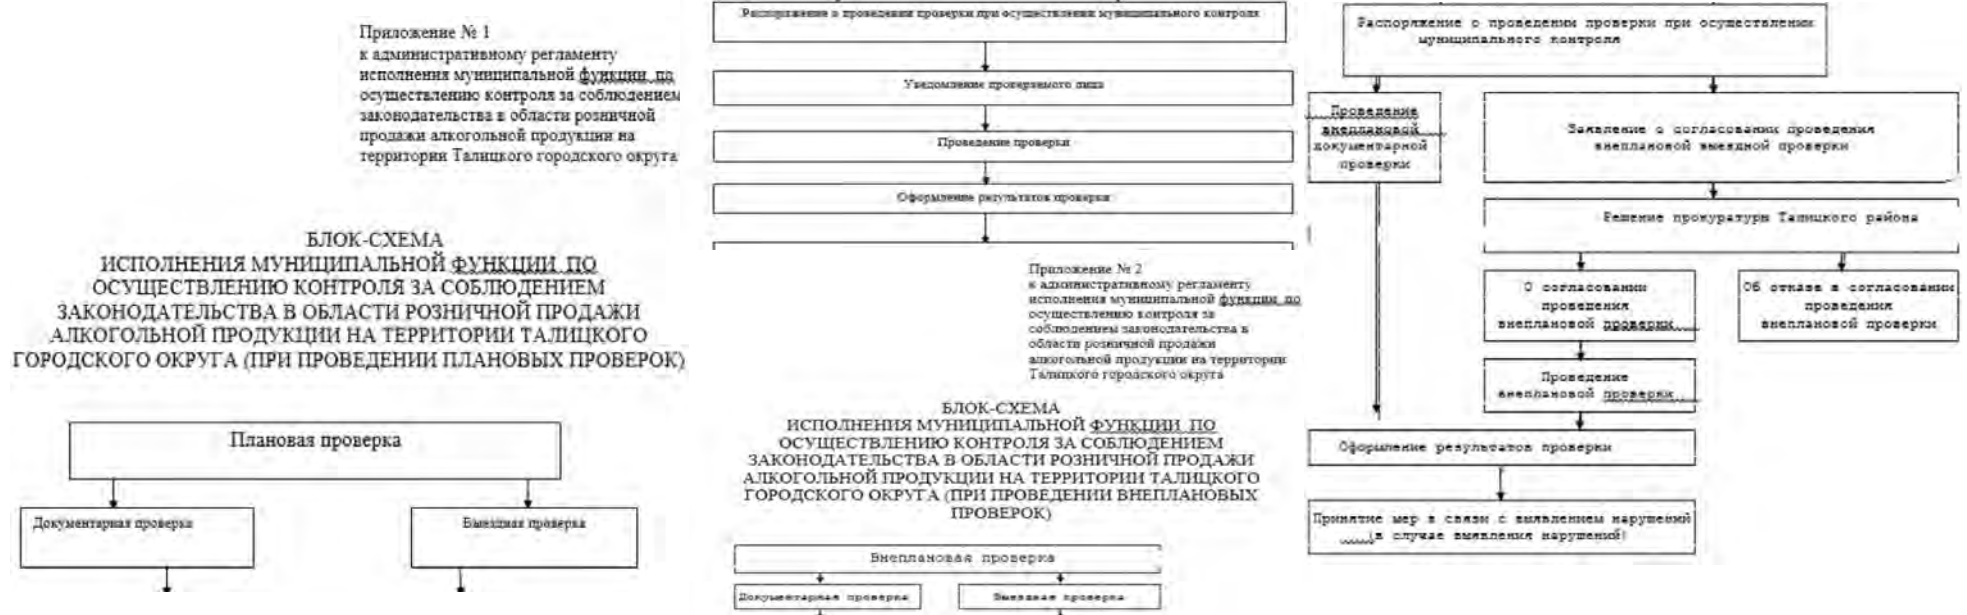 Приложение № 1
к административному регламенту
исполнения муниципальной функции по
осуществлению контроля за соблюдением
законодательства в области розничной
продажи алкогольной продукции на
территории Талицкого городского округа
БЛОК-СХЕМА
ИСПОЛНЕНИЯ МУНИЦИПАЛЬНОЙ ФУНКЦИИ ПО
ОСУЩЕСТВЛЕНИЮ КОНТРОЛЯ ЗА СОБЛЮДЕНИЕМ
ЗАКОНОДАТЕЛЬСТВА В ОБЛАСТИ РОЗНИЧНОЙ ПРОДАЖИ
АЛКОГОЛЬНОЙ ПРОДУКЦИИ НА ТЕРРИТОРИИ ТАЛИЦКОГО
ГОРОДСКОГО ОКРУГА (ПРИ ПРОВЕДЕНИИ ПЛАНОВЫХ ПРОВЕРОК)
Плановая проверка
Документарная проверка
Выездная проверка
Распоряжение о проведении проверки при осуществлении муниципального контроля
Уведомление проверяемого лица
Проведение проверки
Оформление результатов проверки
Приложение № 2
к административному регламенту
исполнения муниципальной функции по
осуществлению контроля за
соблюдением законодательства в
области розничной продажи
алкогольной продукции на территории
Талицкого городского округа
БЛОК-СХЕМА
ИСПОЛНЕНИЯ МУНИЦИПАЛЬНОЙ ФУНКЦИИ ПО
ОСУЩЕСТВЛЕНИЮ КОНТРОЛЯ ЗА СОБЛЮДЕНИЕМ
ЗАКОНОДАТЕЛЬСТВА В ОБЛАСТИ РОЗНИЧНОЙ ПРОДАЖИ
АЛКОГОЛЬНОЙ ПРОДУКЦИИ НА ТЕРРИТОРИИ ТАЛИЦКОГО
ГОРОДСКОГО ОКРУГА (ПРИ ПРОВЕДЕНИИ ВНЕПЛАНОВЫХ
ПРОВЕРОК)
Внеплановая проверка
Документарная проверка
Выездная проверка
Распоряжение о проведении проверки при осуществлении
муниципального контроля
Проведение
внеплановой
документарной
проверки
Заявление о согласовании проведения
внеплановой выездной проверки
Решение прокуратуры Талицкого района
О согласовании
проведения
внеплановой проверки
Об отказе в согласовании
проведения
внеплановой проверки
Проведение
внеплановой проверки
Оформление результатов проверки
Принятие мер в связи с выявлением нарушений
(в случае выявления нарушений)